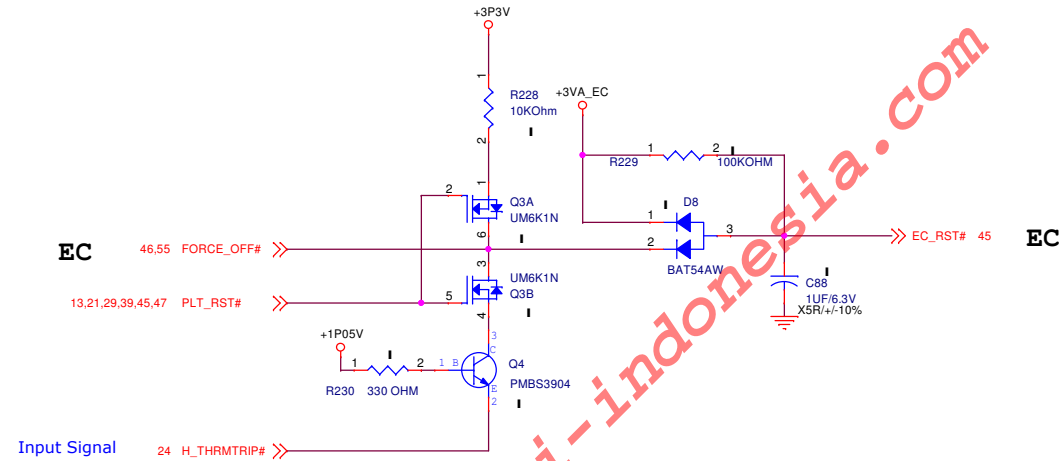 +3P3V
1
R228
10KOhm
2
+3VA_EC
R229
1
2
100KOHM
1
2
Q3A
UM6K1N
6
D8
1
2
3
BAT54AW
EC
46,55 FORCE_OFF#
EC_RST# 45
EC
3
UM6K1N
Q3B
5
4
13,21,29,39,45,47 PLT_RST#
C88
1UF/6.3V
X5R/+/-10%
+1P05V
1
2
R230 330 OHM
1
B
3
C
Q4
PMBS3904
E
2
Input Signal
24 H_THRMTRIP#
i-indonesia.com